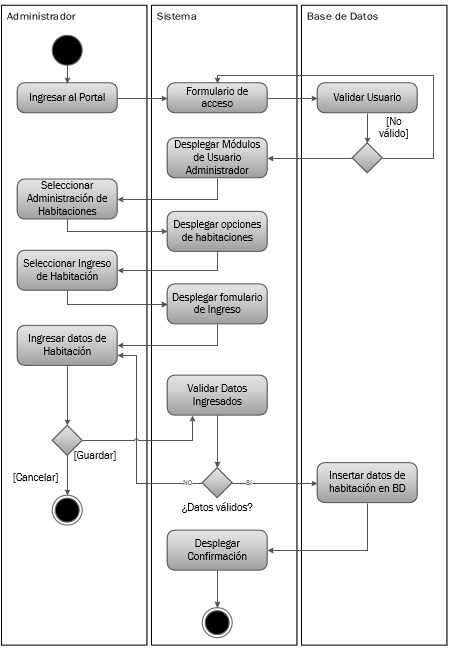 Administrador
Sistema
Base de Datos
Ingresar al Portal
Formulario de
acceso
Validar Usuario
[No
válido]
Desplegar Módulos
de Usuario
Administrador
Seleccionar
Administración de
Habitaciones
Desplegar opciones
de habitaciones
Seleccionar Ingreso
de Habitación
Desplegar fomulario
de Ingreso
Ingresar datos de
Habitación
Validar Datos
Ingresados
[Guardar]
[Cancelar]
NO
SI
¿Datos válidos?
Insertar datos de
habitación en BD
Desplegar
Confirmación